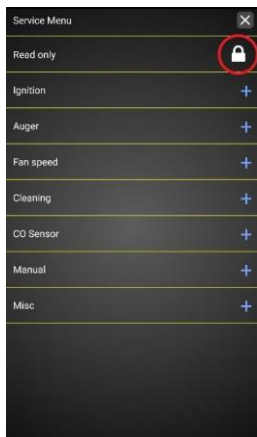 Service Menu
Read only
Ignition
Auger
Fan speed
Cleaning
CO Sensor
Manual
Misc